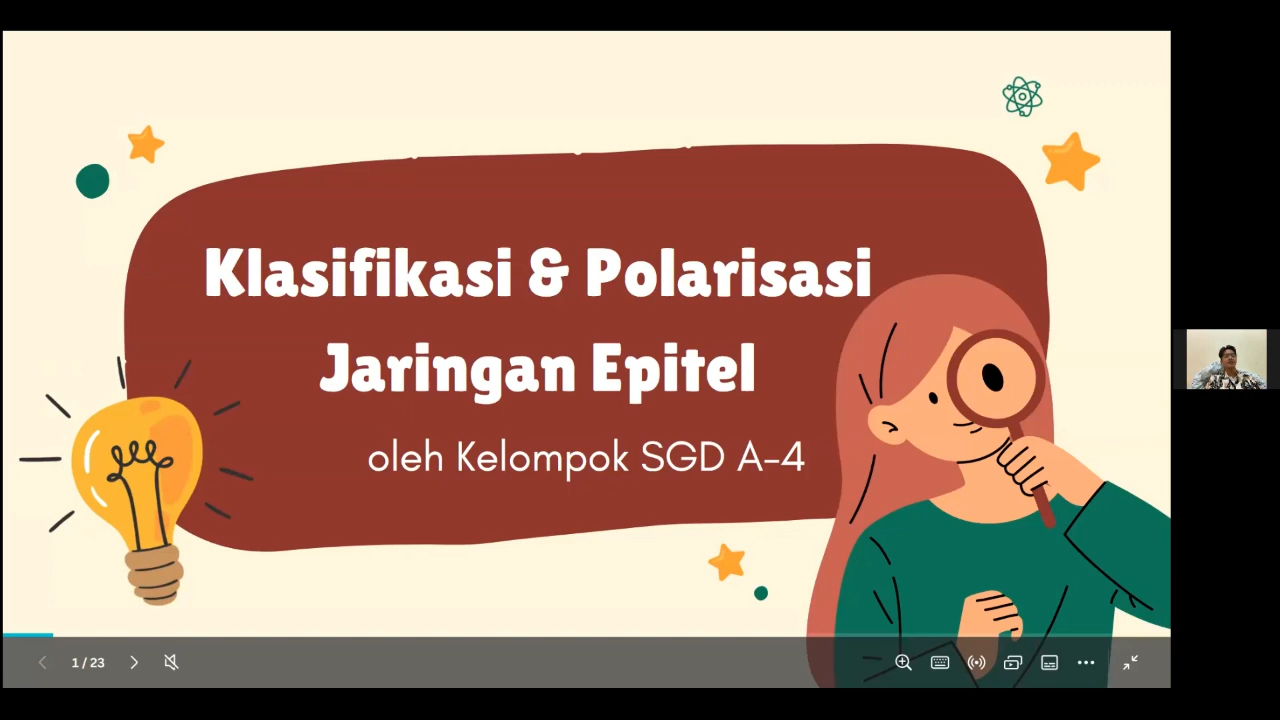 Klasifikasi & Polarisasi
Jaringan Epitel
oleh Kelompok SGD A-4
1 / 23